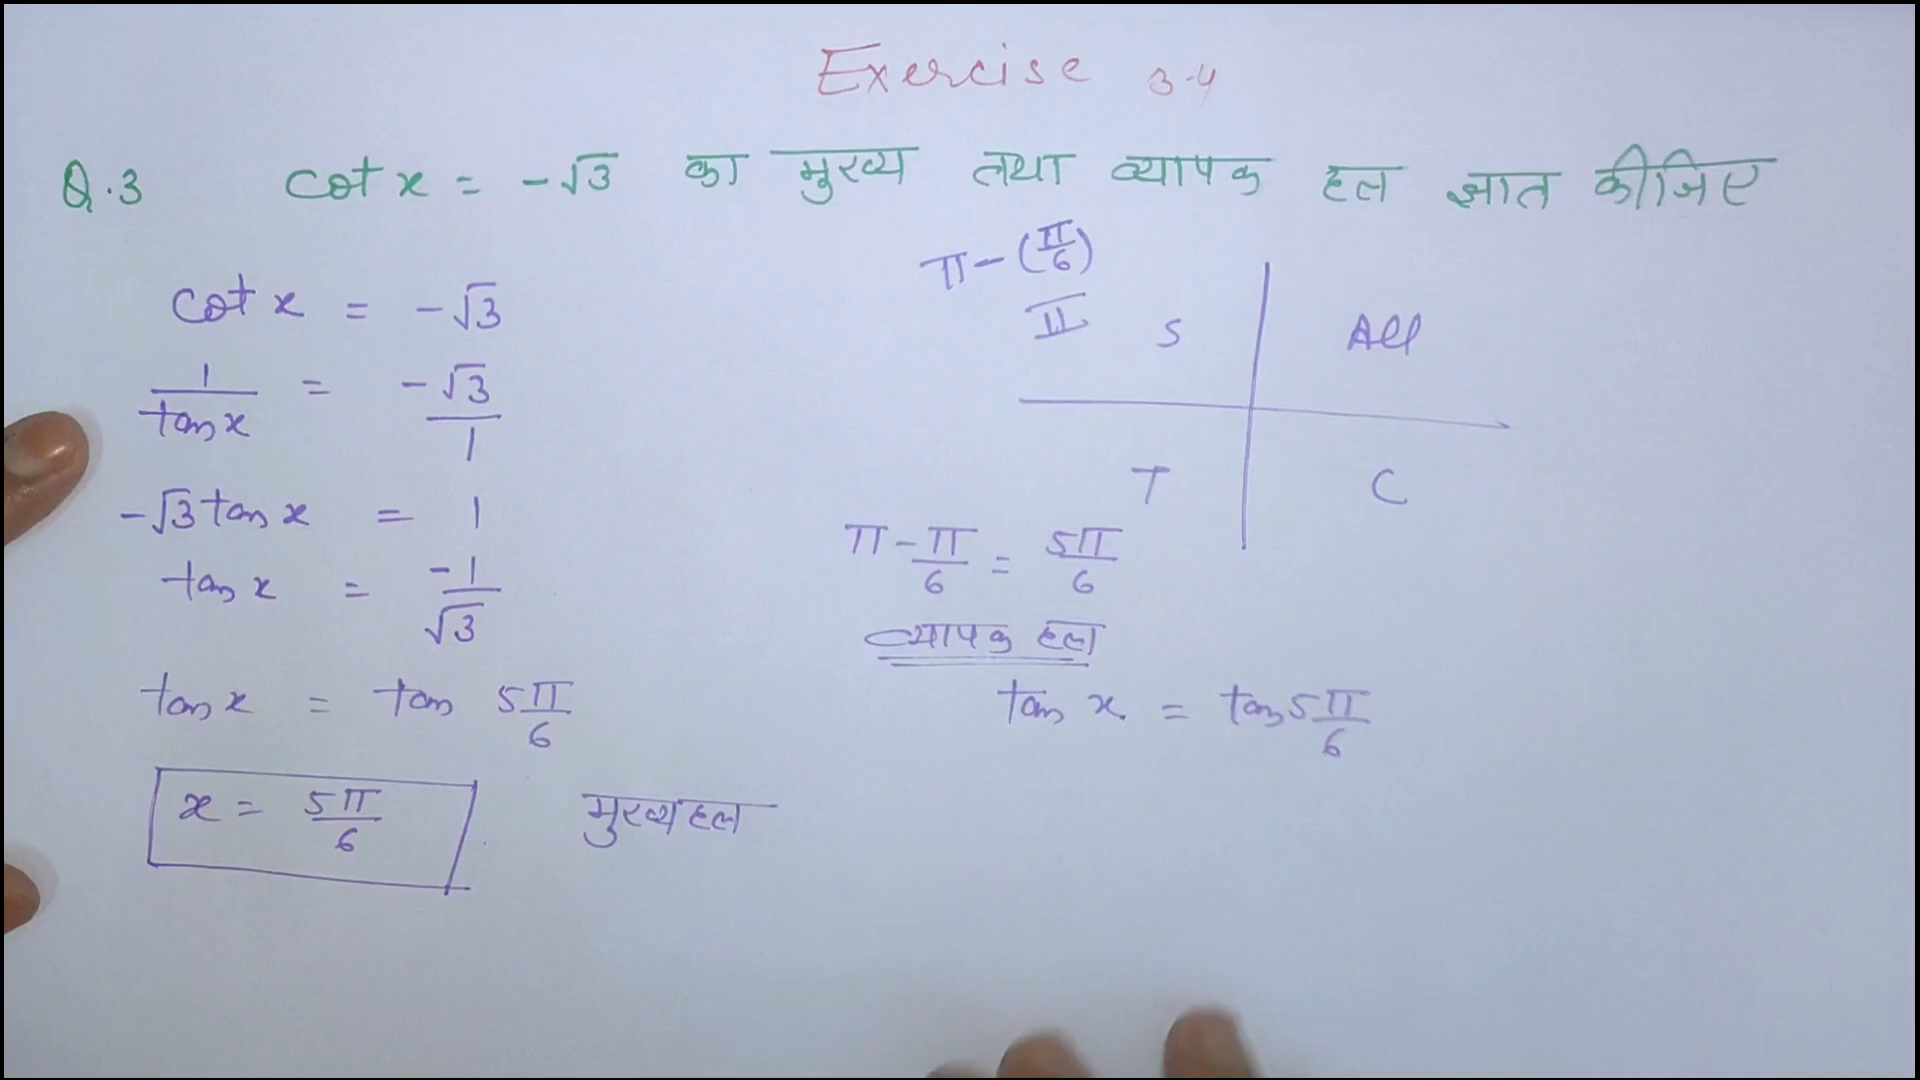 Exercise 3.4
Q.3 cot x = -√3 का मुख्य तथा व्यापक हल ज्ञात कीजिए
cot x = -√3
1/tan x = -√3/1
-√3 tan x = 1
tan x = -1/√3
tan x = tan 5π/6
x = 5π/6 मुख्य हल
π-(π/6)
II S All
T C
π-π/6 = 5π/6
व्यापक हल
tan x = tan 5π/6